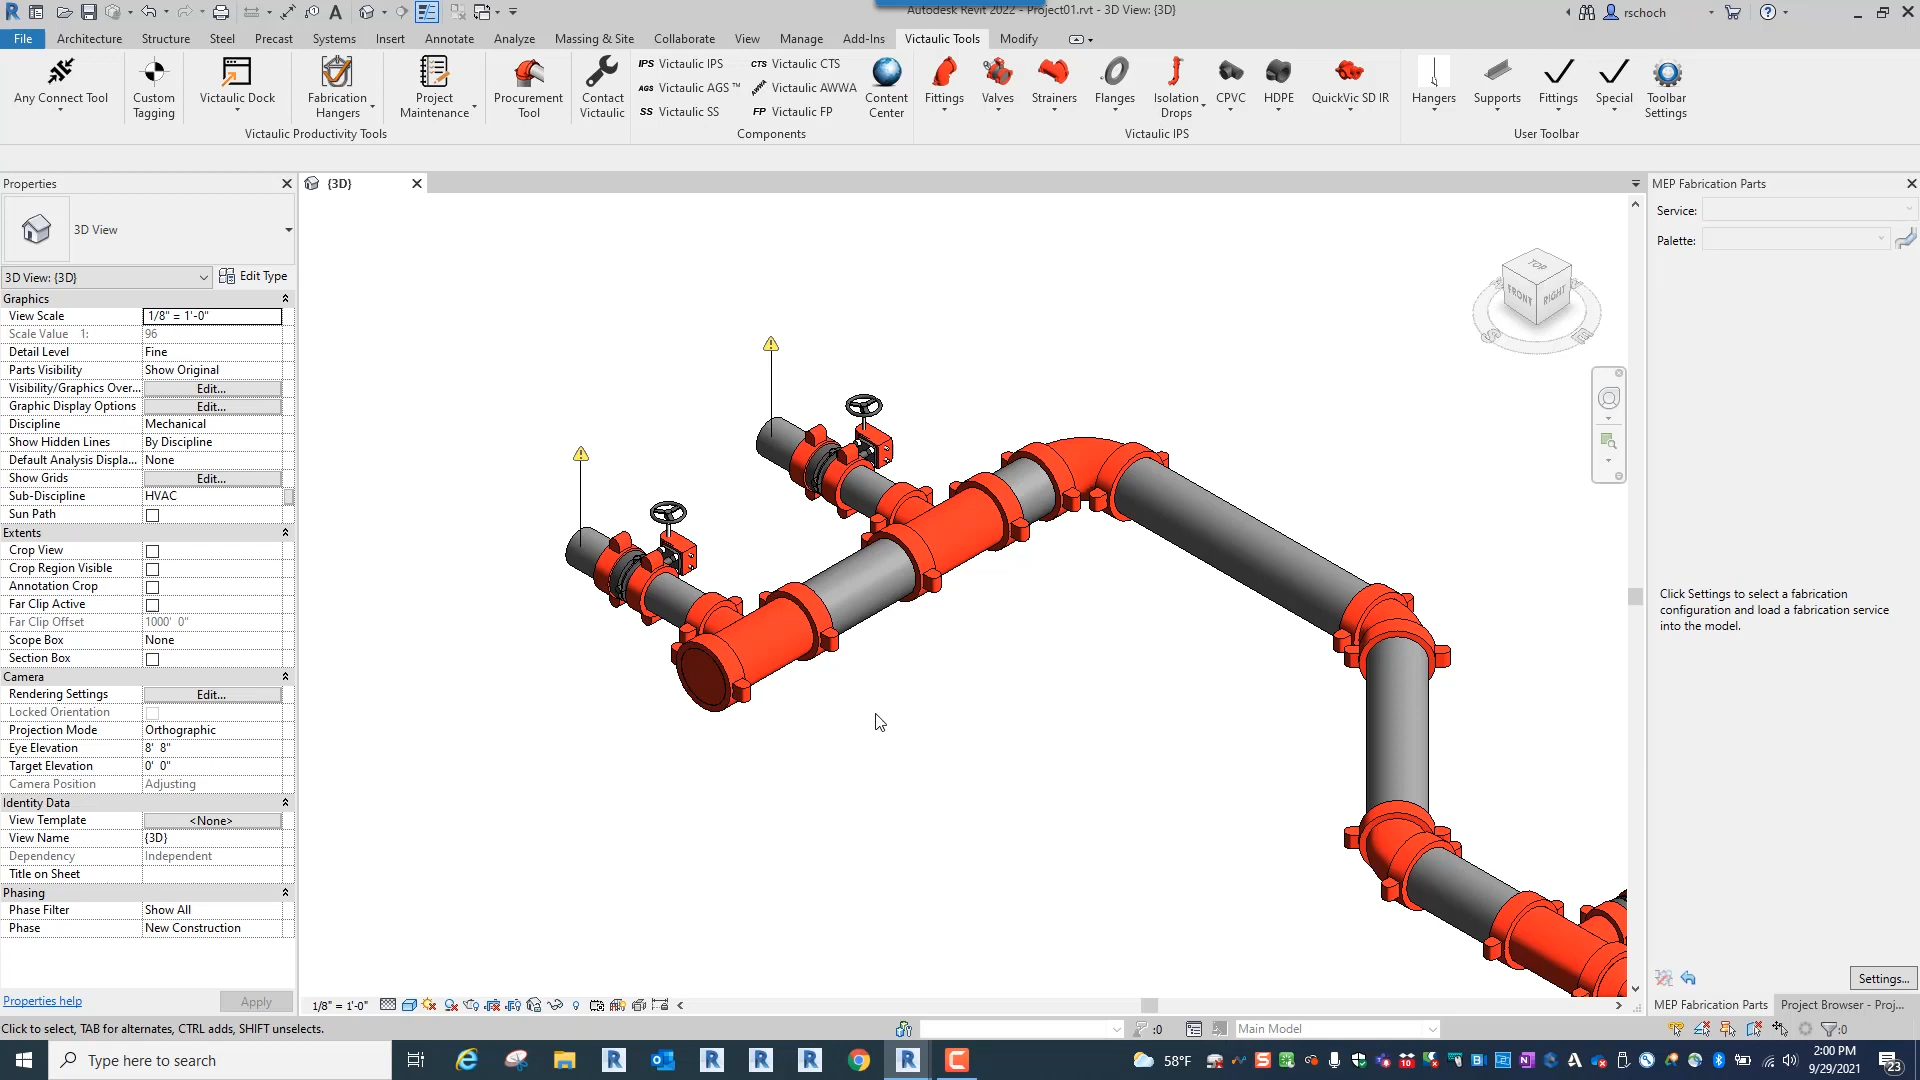 Autodesk Revit 2022 - Project01.rvt - 3D View: {3D}
rschoch
File Architecture Structure Steel Precast Systems Insert Annotate Analyze Massing & Site Collaborate View Manage Add-Ins Victaulic Tools Modify
Any Connect Tool
Custom Tagging
Victaulic Dock
Fabrication Hangers
Project Maintenance
Procurement Tool
Contact Victaulic
IPS Victaulic IPS
AGS Victaulic AGS™
SS Victaulic SS
CTS Victaulic CTS
Victaulic AWWA
FP Victaulic FP
Content Center
Fittings
Valves
Strainers
Flanges
Isolation Drops
CPVC
HDPE
QuickVic SD IR
Hangers
Supports
Fittings
Special
Toolbar Settings
Victaulic Productivity Tools
Components
Victaulic IPS
User Toolbar
Properties
3D View
3D View: {3D}
Edit Type
Graphics
View Scale 1/8" = 1'-0"
Scale Value 1: 96
Detail Level Fine
Parts Visibility Show Original
Visibility/Graphics Over... Edit...
Graphic Display Options Edit...
Discipline Mechanical
Show Hidden Lines By Discipline
Default Analysis Displa... None
Show Grids Edit...
Sub-Discipline HVAC
Sun Path
Extents
Crop View
Crop Region Visible
Annotation Crop
Far Clip Active
Far Clip Offset 1000' 0"
Scope Box None
Section Box
Camera
Rendering Settings Edit...
Locked Orientation
Projection Mode Orthographic
Eye Elevation 8' 8"
Target Elevation 0' 0"
Camera Position Adjusting
Identity Data
View Template <None>
View Name {3D}
Dependency Independent
Title on Sheet
Phasing
Phase Filter Show All
Phase New Construction
Properties help
Apply
{3D}
TOP
FRONT
RIGHT
S
E
1/8" = 1'-0"
MEP Fabrication Parts
Service:
Palette:
Click Settings to select a fabrication
configuration and load a fabrication service
into the model.
Settings...
MEP Fabrication Parts
Project Browser - Proj...
Click to select, TAB for alternates, CTRL adds, SHIFT unselects.
:0
Main Model
:0
Type here to search
58°F
2:00 PM
9/29/2021
23